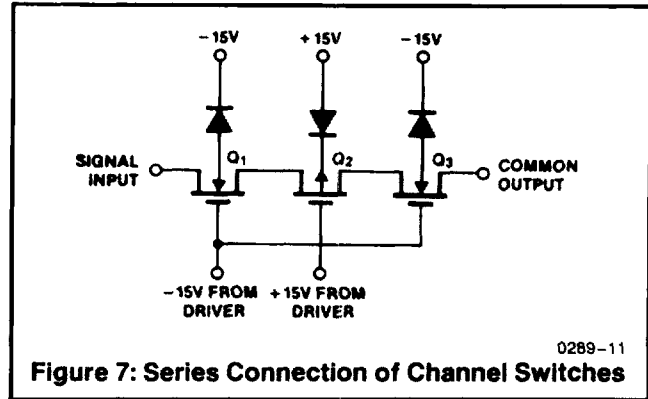 -15V +15V -15V
SIGNAL INPUT
Q1 Q2 Q3
COMMON OUTPUT
-15V FROM DRIVER
+15V FROM DRIVER
0289-11
Figure 7: Series Connection of Channel Switches